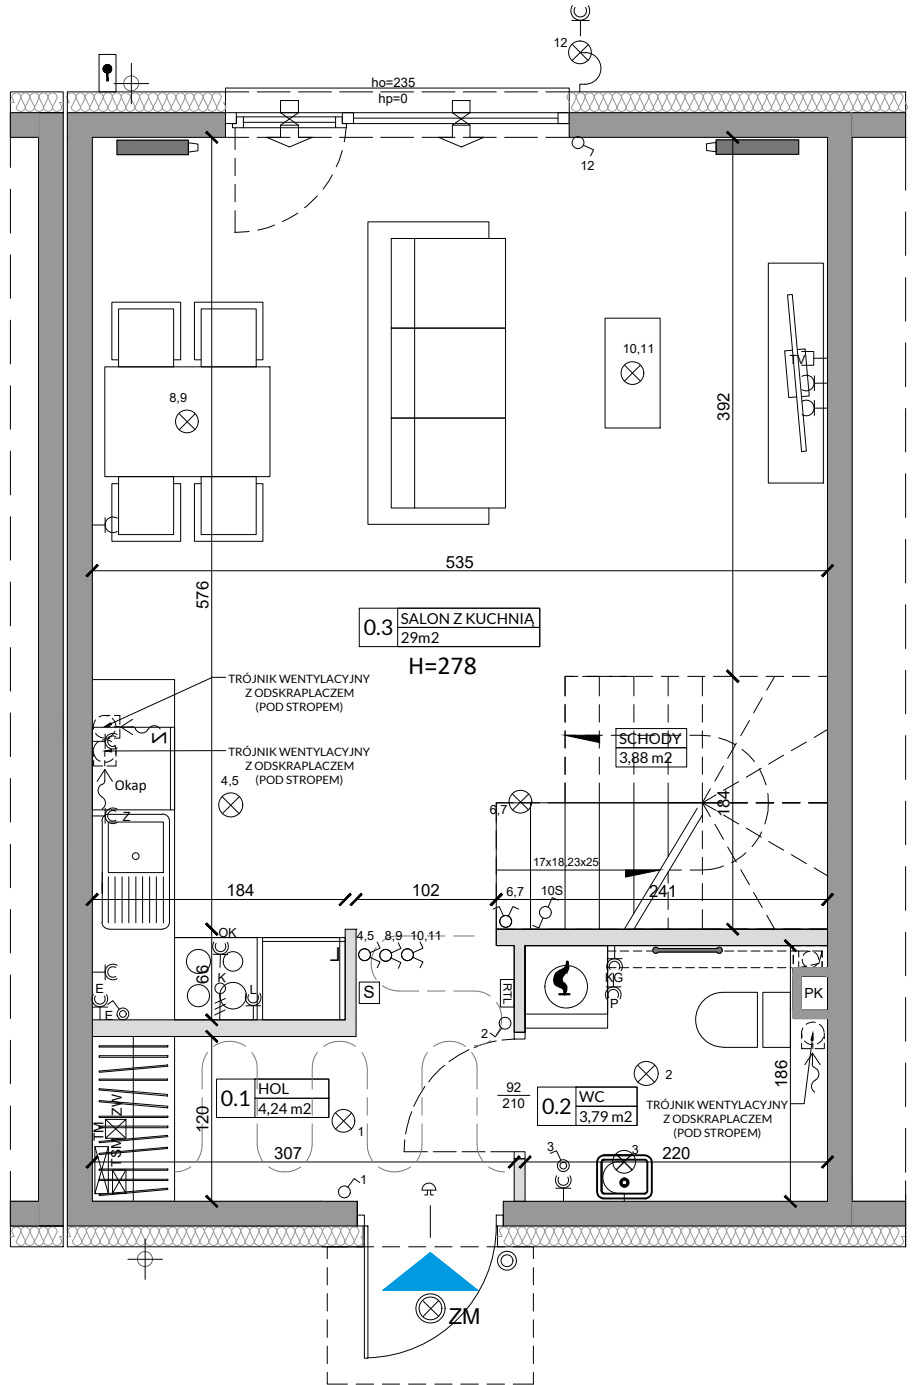 12
ho=235
hp=0
12
10,11
TV
8,9
392
535
576
0.3
SALON Z KUCHNIĄ
29m2
H=278
TRÓJNIK WENTYLACYJNY
Z ODSKRAPLACZEM
(POD STROPEM)
SCHODY
3,88 m2
TRÓJNIK WENTYLACYJNY
Z ODSKRAPLACZEM
(POD STROPEM)
Z
Okap
4,5
6,7
184
Z
17x18,23x25
184
102
6,7
10S
241
OK
4,5
8,9
10,11
66
K
L
L
E
F
S
RTL
KG
P
PK
2
2
186
0.1
HOL
4,24 m2
92
210
0.2
WC
3,79 m2
TRÓJNIK WENTYLACYJNY
Z ODSKRAPLACZEM
(POD STROPEM)
ZW
TM
TSM
120
1
307
3
3
220
1
ZM